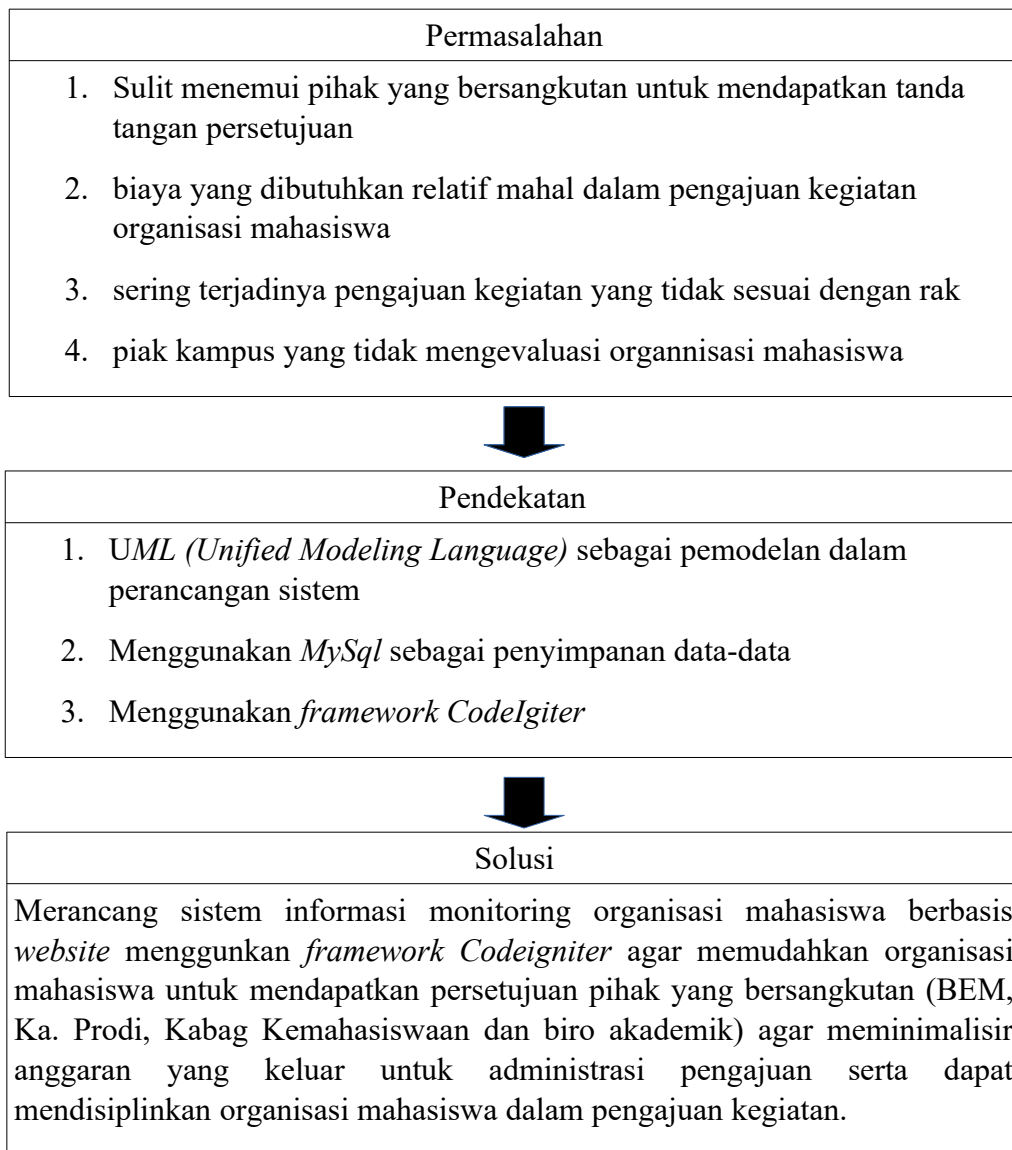 Permasalahan
1. Sulit menemui pihak yang bersangkutan untuk mendapatkan tanda
tangan persetujuan
2. biaya yang dibutuhkan relatif mahal dalam pengajuan kegiatan
organisasi mahasiswa
3. sering terjadinya pengajuan kegiatan yang tidak sesuai dengan rak
4. piak kampus yang tidak mengevaluasi organnisasi mahasiswa
Pendekatan
1. UML (Unified Modeling Language) sebagai pemodelan dalam
perancangan sistem
2. Menggunakan MySql sebagai penyimpanan data-data
3. Menggunakan framework CodeIgiter
Solusi
Merancang sistem informasi monitoring organisasi mahasiswa berbasis
website menggunkan framework Codeigniter agar memudahkan organisasi
mahasiswa untuk mendapatkan persetujuan pihak yang bersangkutan (BEM,
Ka. Prodi, Kabag Kemahasiswaan dan biro akademik) agar meminimalisir
anggaran yang keluar untuk administrasi pengajuan serta dapat
mendisiplinkan organisasi mahasiswa dalam pengajuan kegiatan.